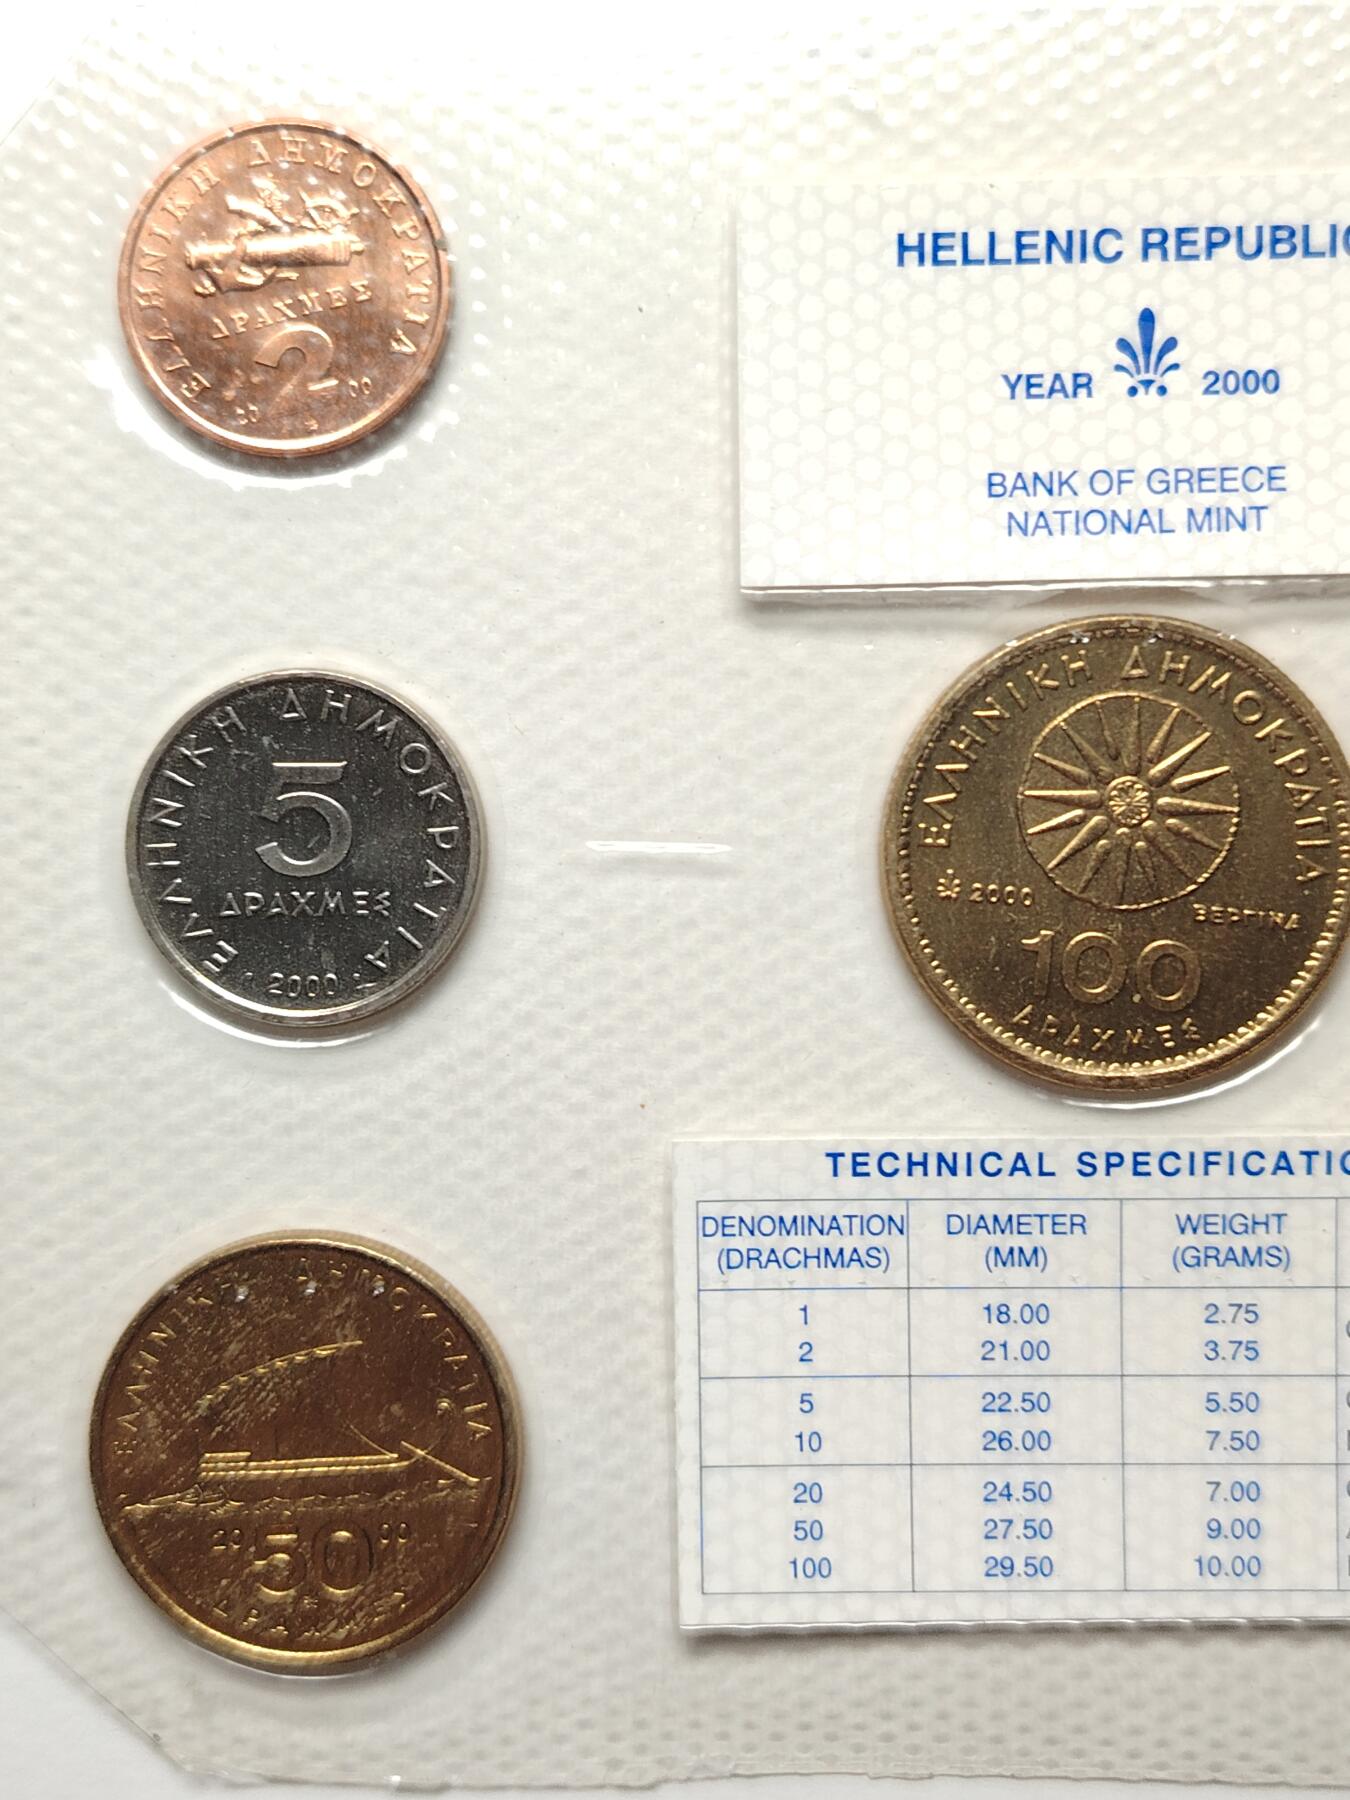 ΕΛΛΗΝΙΚΗ ΔΗΜΟΚΡΑΤΙΑ
ΔΡΑΧΜΕΣ
2
20 00
HELLENIC REPUBLIC
YEAR 2000
BANK OF GREECE
NATIONAL MINT
ΕΛΛΗΝΙΚΗ ΔΗΜΟΚΡΑΤΙΑ
5
ΔΡΑΧΜΕΣ
2000
ΕΛΛΗΝΙΚΗ ΔΗΜΟΚΡΑΤΙΑ
2000 ΒΕΡΓΙΝΑ
100
ΔΡΑΧΜΕΣ
ΕΛΛΗΝΙΚΗ ΔΗΜΟΚΡΑΤΙΑ
20 50 00
ΔΡΑΧΜΕΣ
TECHNICAL SPECIFICATIO
DENOMINATION DIAMETER WEIGHT
(DRACHMAS) (MM) (GRAMS)
1 18.00 2.75
2 21.00 3.75
5 22.50 5.50
10 26.00 7.50
20 24.50 7.00
50 27.50 9.00
100 29.50 10.00